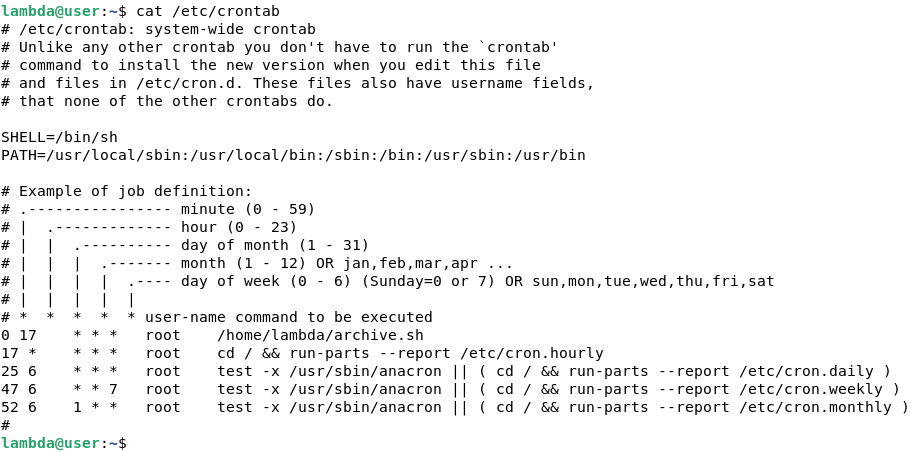 lambda@user:~$ cat /etc/crontab
# /etc/crontab: system-wide crontab
# Unlike any other crontab you don't have to run the `crontab'
# command to install the new version when you edit this file
# and files in /etc/cron.d. These files also have username fields,
# that none of the other crontabs do.

SHELL=/bin/sh
PATH=/usr/local/sbin:/usr/local/bin:/sbin:/bin:/usr/sbin:/usr/bin

# Example of job definition:
# .---------------- minute (0 - 59)
# |  .------------- hour (0 - 23)
# |  |  .---------- day of month (1 - 31)
# |  |  |  .------- month (1 - 12) OR jan,feb,mar,apr ...
# |  |  |  |  .---- day of week (0 - 6) (Sunday=0 or 7) OR sun,mon,tue,wed,thu,fri,sat
# |  |  |  |  |
# *  *  *  *  * user-name command to be executed
0 17    * * *   root    /home/lambda/archive.sh
17 *    * * *   root    cd / && run-parts --report /etc/cron.hourly
25 6    * * *   root    test -x /usr/sbin/anacron || ( cd / && run-parts --report /etc/cron.daily )
47 6    * * 7   root    test -x /usr/sbin/anacron || ( cd / && run-parts --report /etc/cron.weekly )
52 6    1 * *   root    test -x /usr/sbin/anacron || ( cd / && run-parts --report /etc/cron.monthly )
#
lambda@user:~$